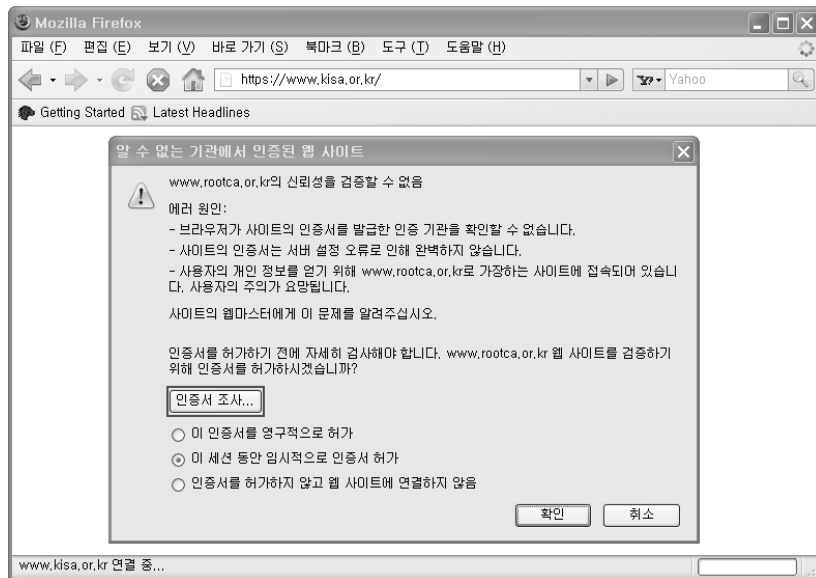 Mozilla Firefox
파일 (F) 편집 (E) 보기 (V) 바로 가기 (S) 북마크 (B) 도구 (T) 도움말 (H)
https://www.kisa.or.kr/
Y! Yahoo
Getting Started Latest Headlines
알 수 없는 기관에서 인증된 웹 사이트
www.rootca.or.kr의 신뢰성을 검증할 수 없음
에러 원인:
- 브라우저가 사이트의 인증서를 발급한 인증 기관을 확인할 수 없습니다.
- 사이트의 인증서는 서버 설정 오류로 인해 완벽하지 않습니다.
- 사용자의 개인 정보를 얻기 위해 www.rootca.or.kr로 가장하는 사이트에 접속되어 있습니
다. 사용자의 주의가 요망됩니다.
사이트의 웹마스터에게 이 문제를 알려주십시오.
인증서를 허가하기 전에 자세히 검사해야 합니다. www.rootca.or.kr 웹 사이트를 검증하기
위해 인증서를 허가하시겠습니까?
인증서 조사...
이 인증서를 영구적으로 허가
이 세션 동안 임시적으로 인증서 허가
인증서를 허가하지 않고 웹 사이트에 연결하지 않음
확인 취소
www.kisa.or.kr 연결 중...